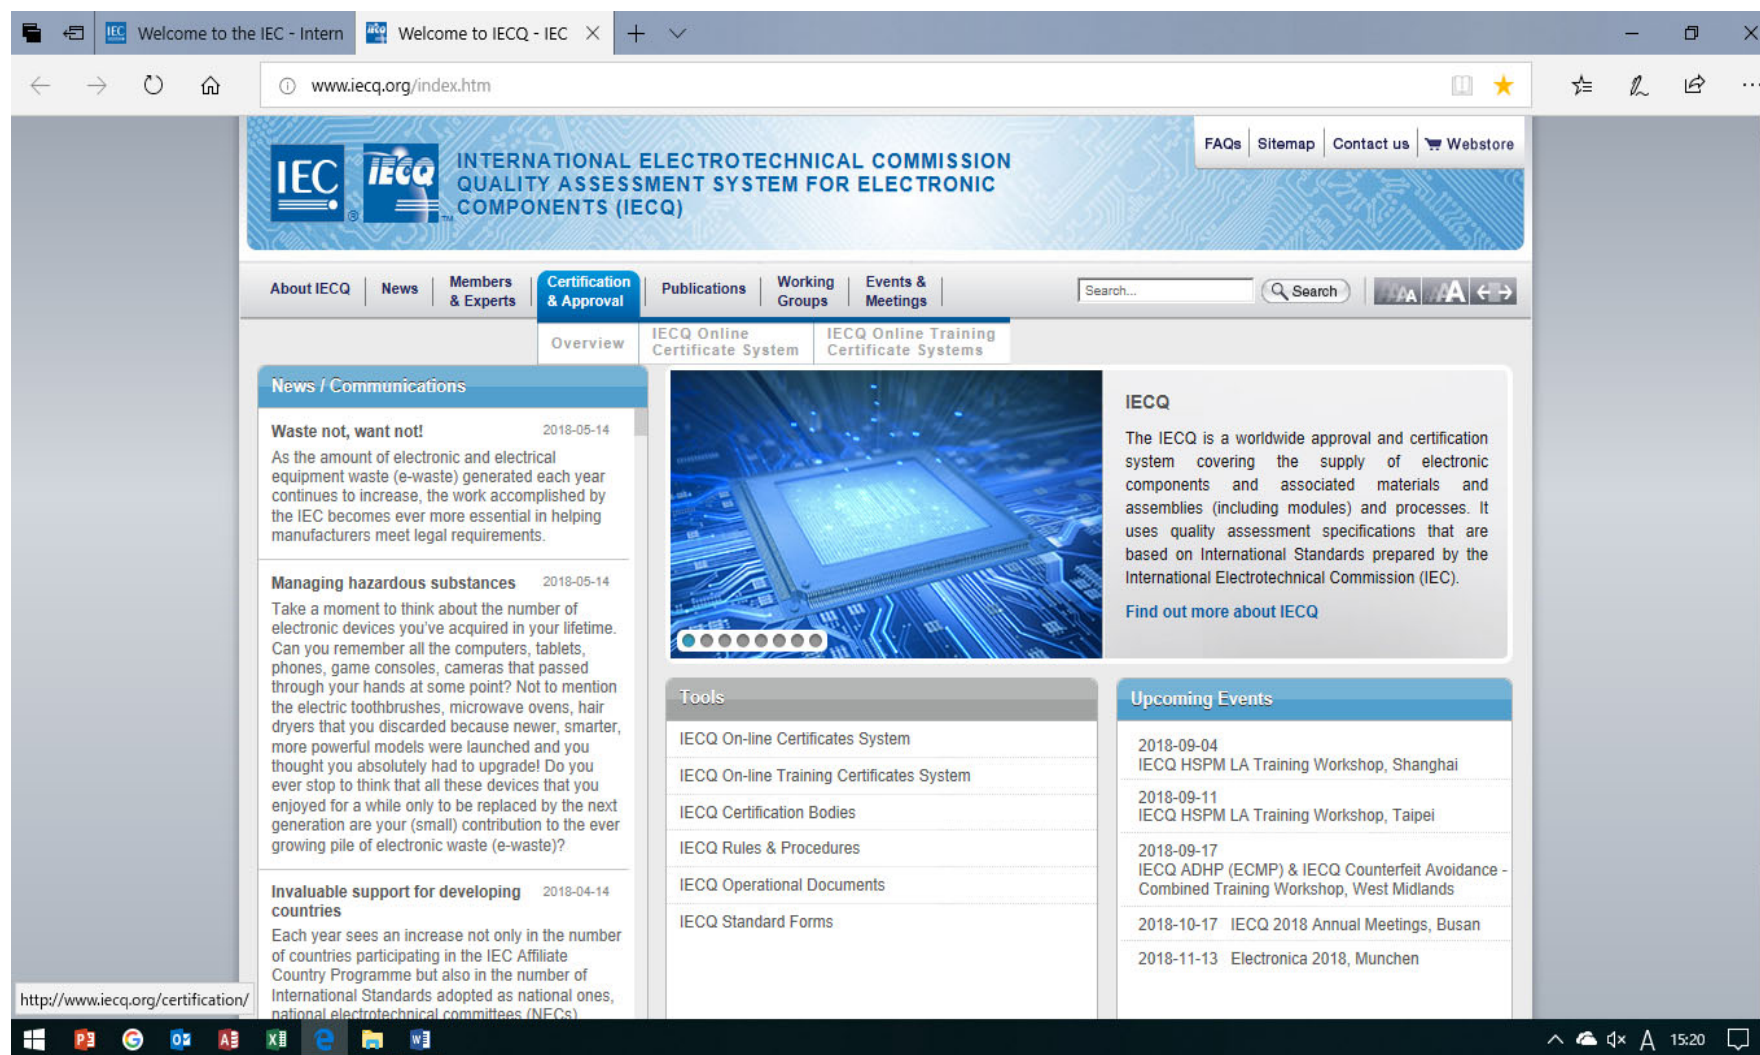 Welcome to the IEC - Intern
Welcome to IECQ - IEC
www.iecq.org/index.htm
FAQs Sitemap Contact us Webstore
IEC
IECQ
INTERNATIONAL ELECTROTECHNICAL COMMISSION
QUALITY ASSESSMENT SYSTEM FOR ELECTRONIC
COMPONENTS (IECQ)
About IECQ
News
Members
& Experts
Certification
& Approval
Publications
Working
Groups
Events &
Meetings
Search...
Search
Overview
IECQ Online
Certificate System
IECQ Online Training
Certificate Systems
News / Communications
Waste not, want not! 2018-05-14
As the amount of electronic and electrical
equipment waste (e-waste) generated each year
continues to increase, the work accomplished by
the IEC becomes ever more essential in helping
manufacturers meet legal requirements.
Managing hazardous substances 2018-05-14
Take a moment to think about the number of
electronic devices you've acquired in your lifetime.
Can you remember all the computers, tablets,
phones, game consoles, cameras that passed
through your hands at some point? Not to mention
the electric toothbrushes, microwave ovens, hair
dryers that you discarded because newer, smarter,
more powerful models were launched and you
thought you absolutely had to upgrade! Do you
ever stop to think that all these devices that you
enjoyed for a while only to be replaced by the next
generation are your (small) contribution to the ever
growing pile of electronic waste (e-waste)?
Invaluable support for developing 2018-04-14
countries
Each year sees an increase not only in the number
of countries participating in the IEC Affiliate
Country Programme but also in the number of
International Standards adopted as national ones,
national electrotechnical committees (NECs)
IECQ
The IECQ is a worldwide approval and certification
system covering the supply of electronic
components and associated materials and
assemblies (including modules) and processes. It
uses quality assessment specifications that are
based on International Standards prepared by the
International Electrotechnical Commission (IEC).
Find out more about IECQ
Tools
IECQ On-line Certificates System
IECQ On-line Training Certificates System
IECQ Certification Bodies
IECQ Rules & Procedures
IECQ Operational Documents
IECQ Standard Forms
Upcoming Events
2018-09-04
IECQ HSPM LA Training Workshop, Shanghai
2018-09-11
IECQ HSPM LA Training Workshop, Taipei
2018-09-17
IECQ ADHP (ECMP) & IECQ Counterfeit Avoidance -
Combined Training Workshop, West Midlands
2018-10-17 IECQ 2018 Annual Meetings, Busan
2018-11-13 Electronica 2018, Munchen
http://www.iecq.org/certification/
15:20